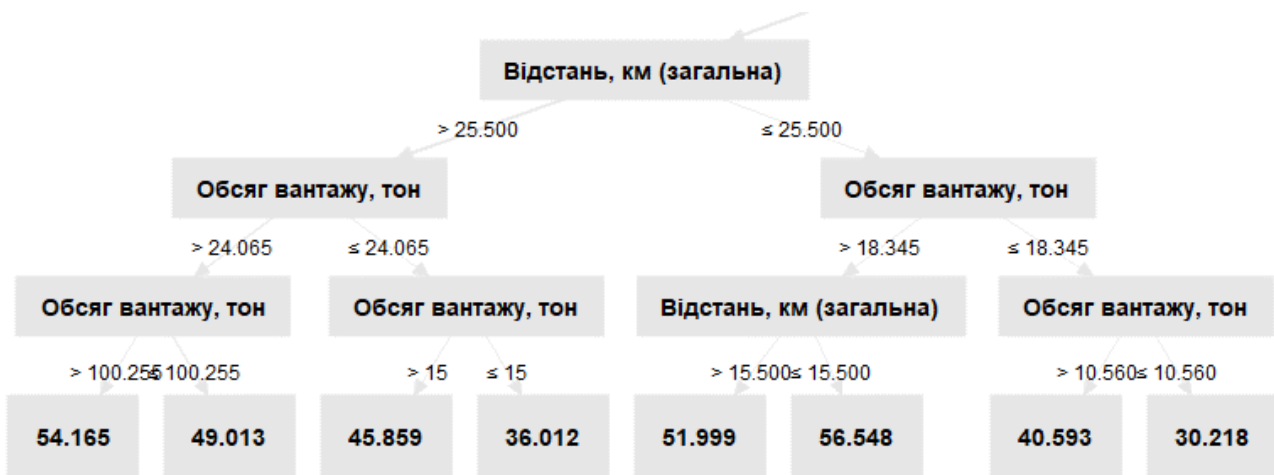 Відстань, км (загальна)
> 25.500 ≤ 25.500
Обсяг вантажу, тон Обсяг вантажу, тон
> 24.065 ≤ 24.065 > 18.345 ≤ 18.345
Обсяг вантажу, тон Обсяг вантажу, тон Відстань, км (загальна) Обсяг вантажу, тон
> 100.255 ≤ 100.255 > 15 ≤ 15 > 15.500 ≤ 15.500 > 10.560 ≤ 10.560
54.165 49.013 45.859 36.012 51.999 56.548 40.593 30.218